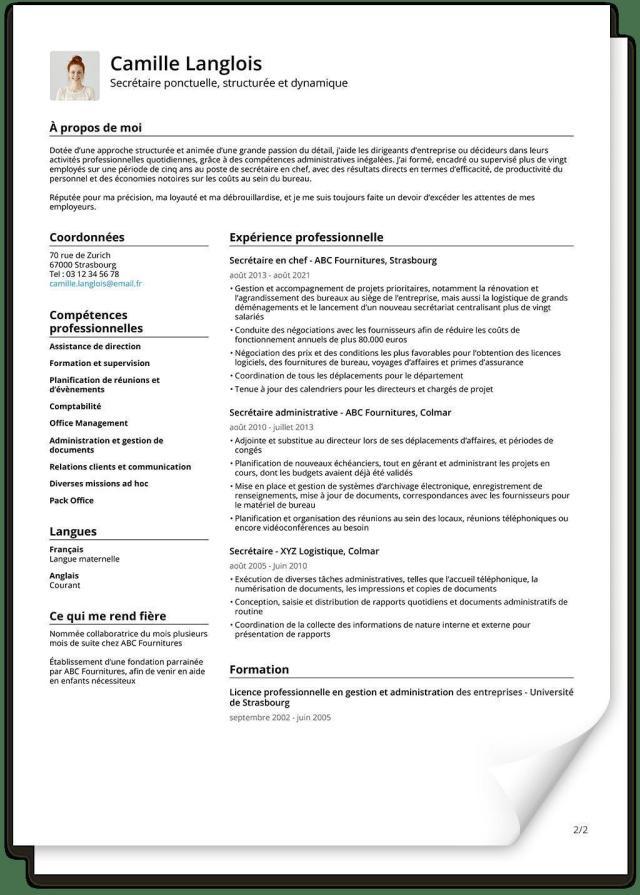 Camille Langlois
Secrétaire ponctuelle, structurée et dynamique
À propos de moi
Dotée d'une approche structurée et animée d'une grande passion du détail, j'aide les dirigeants d'entreprise ou décideurs dans leurs
activités professionnelles quotidiennes, grâce à des compétences administratives inégalées. J'ai formé, encadré ou supervisé plus de vingt
employés sur une période de cinq ans au poste de secrétaire en chef, avec des résultats directs en termes d'efficacité, de productivité du
personnel et des économies notoires sur les coûts au sein du bureau.
Réputée pour ma précision, ma loyauté et ma débrouillardise, et je me suis toujours faite un devoir d'excéder les attentes de mes
employeurs.
Coordonnées
70 rue de Zurich
67000 Strasbourg
Tel : 03 12 34 56 78
camille.langlois@email.fr
Compétences
professionnelles
Assistance de direction
Formation et supervision
Planification de réunions et
d'évènements
Comptabilité
Office Management
Administration et gestion de
documents
Relations clients et communication
Diverses missions ad hoc
Pack Office
Langues
Français
Langue maternelle
Anglais
Courant
Ce qui me rend fière
Nommée collaboratrice du mois plusieurs
mois de suite chez ABC Fournitures
Établissement d'une fondation parrainée
par ABC Fournitures, afin de venir en aide
en enfants nécessiteux
Expérience professionnelle
Secrétaire en chef - ABC Fournitures, Strasbourg
août 2013 - août 2021
• Gestion et accompagnement de projets prioritaires, notamment la rénovation et
l'agrandissement des bureaux au siège de l'entreprise, mais aussi la logistique de grands
déménagements et le lancement d'un nouveau secrétariat centralisant plus de vingt
salariés
• Conduite des négociations avec les fournisseurs afin de réduire les coûts de
fonctionnement annuels de plus 80.000 euros
• Négociation des prix et des conditions les plus favorables pour l'obtention des licences
logiciels, des fournitures de bureau, voyages d'affaires et primes d'assurance
• Coordination de tous les déplacements pour le département
• Tenue à jour des calendriers pour les directeurs et chargés de projet
Secrétaire administrative - ABC Fournitures, Colmar
août 2010 - juillet 2013
• Adjointe et substitue au directeur lors de ses déplacements d'affaires, et périodes de
congés
• Planification de nouveaux échéanciers, tout en gérant et administrant les projets en
cours, dont les budgets avaient déjà été validés
• Mise en place et gestion de systèmes d'archivage électronique, enregistrement de
renseignements, mise à jour de documents, correspondances avec les fournisseurs pour
le matériel de bureau
• Planification et organisation des réunions au sein des locaux, réunions téléphoniques ou
encore vidéoconférences au besoin
Secrétaire - XYZ Logistique, Colmar
août 2005 - Juin 2010
• Exécution de diverses tâches administratives, telles que l'accueil téléphonique, la
numérisation de documents, les impressions et copies de documents
• Conception, saisie et distribution de rapports quotidiens et documents administratifs de
routine
• Coordination de la collecte des informations de nature interne et externe pour
présentation de rapports
Formation
Licence professionnelle en gestion et administration des entreprises - Université
de Strasbourg
septembre 2002 - juin 2005
2/2